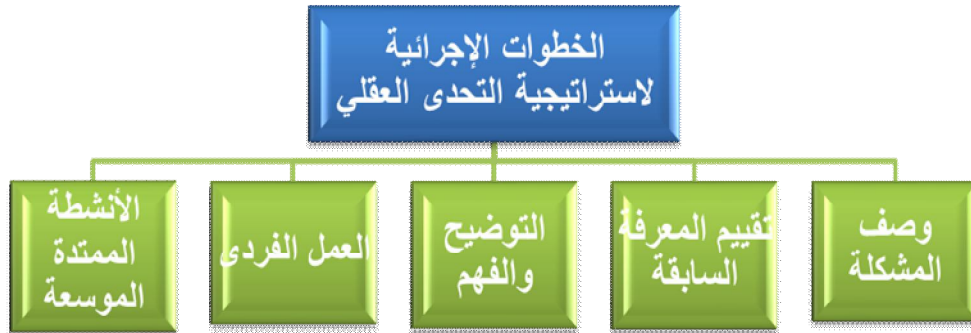 الخطوات الإجرائية
لاستراتيجية التحدى العقلي
وصف
المشكلة
تقييم المعرفة
السابقة
التوضيح
والفهم
العمل الفردى
الأنشطة
الممتدة
الموسعة